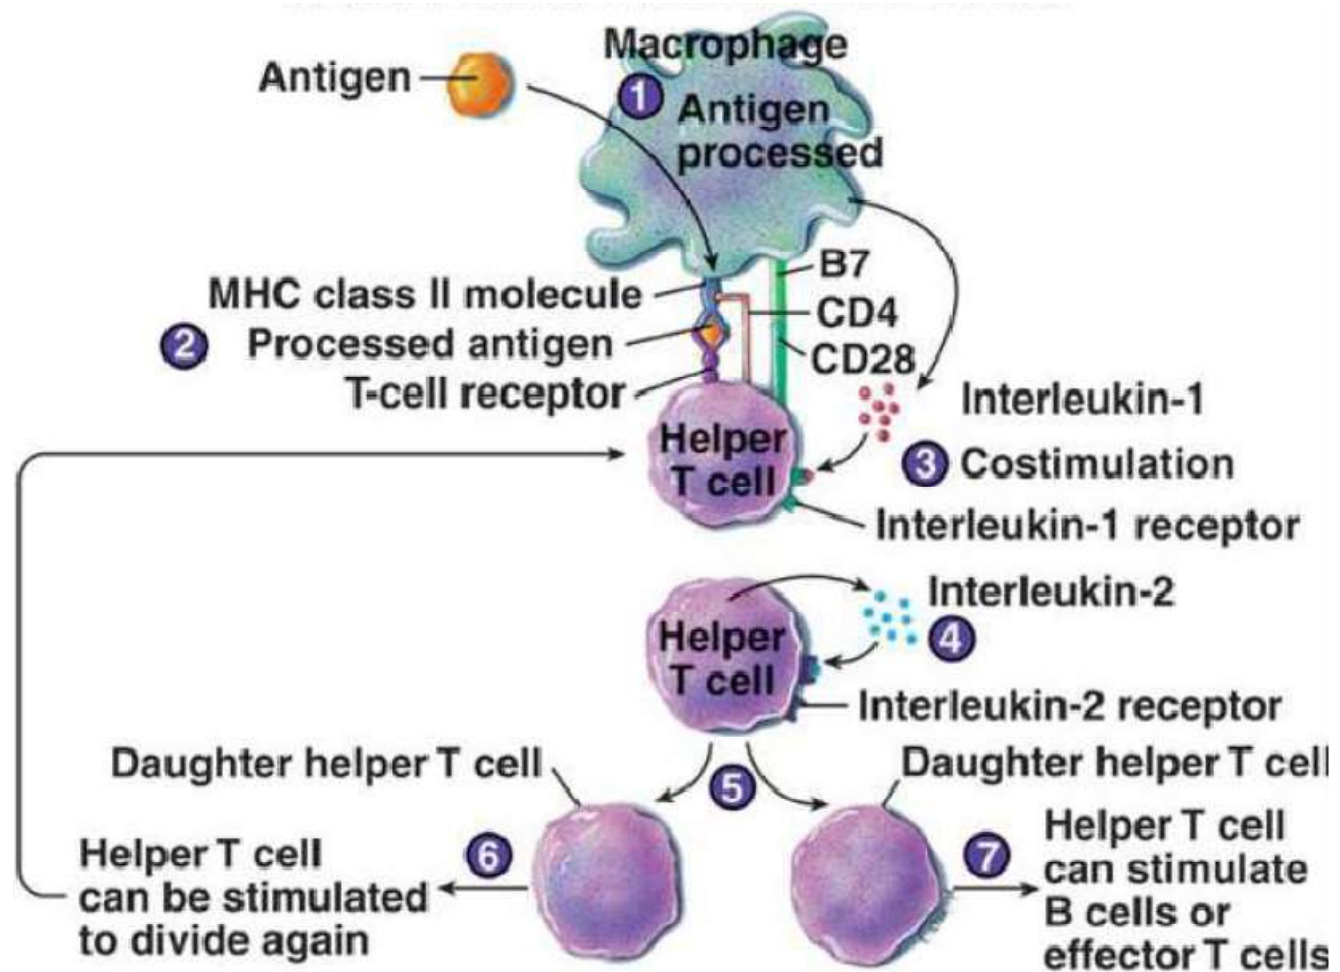 Macrophage
Antigen
1
Antigen
processed
B7
MHC class II molecule
CD4
2
Processed antigen
CD28
T-cell receptor
Interleukin-1
Helper
T cell
3 Costimulation
Interleukin-1 receptor
Interleukin-2
4
Helper
T cell
Interleukin-2 receptor
Daughter helper T cell
5
Daughter helper T cell
6
Helper T cell
can be stimulated
to divide again
7
Helper T cell
can stimulate
B cells or
effector T cells